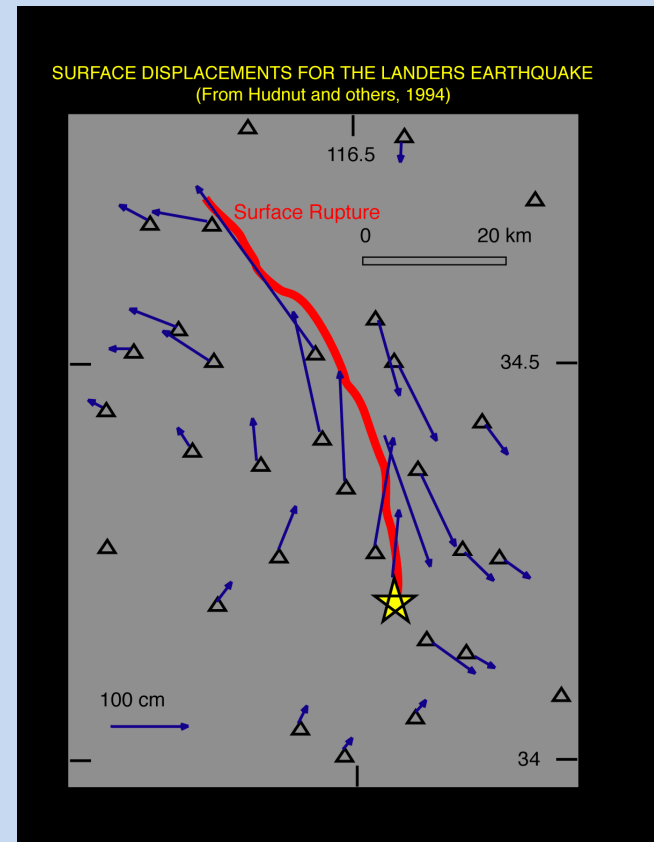 SURFACE DISPLACEMENTS FOR THE LANDERS EARTHQUAKE
(From Hudnut and others, 1994)
116.5
Surface Rupture
0 20 km
34.5
100 cm
34